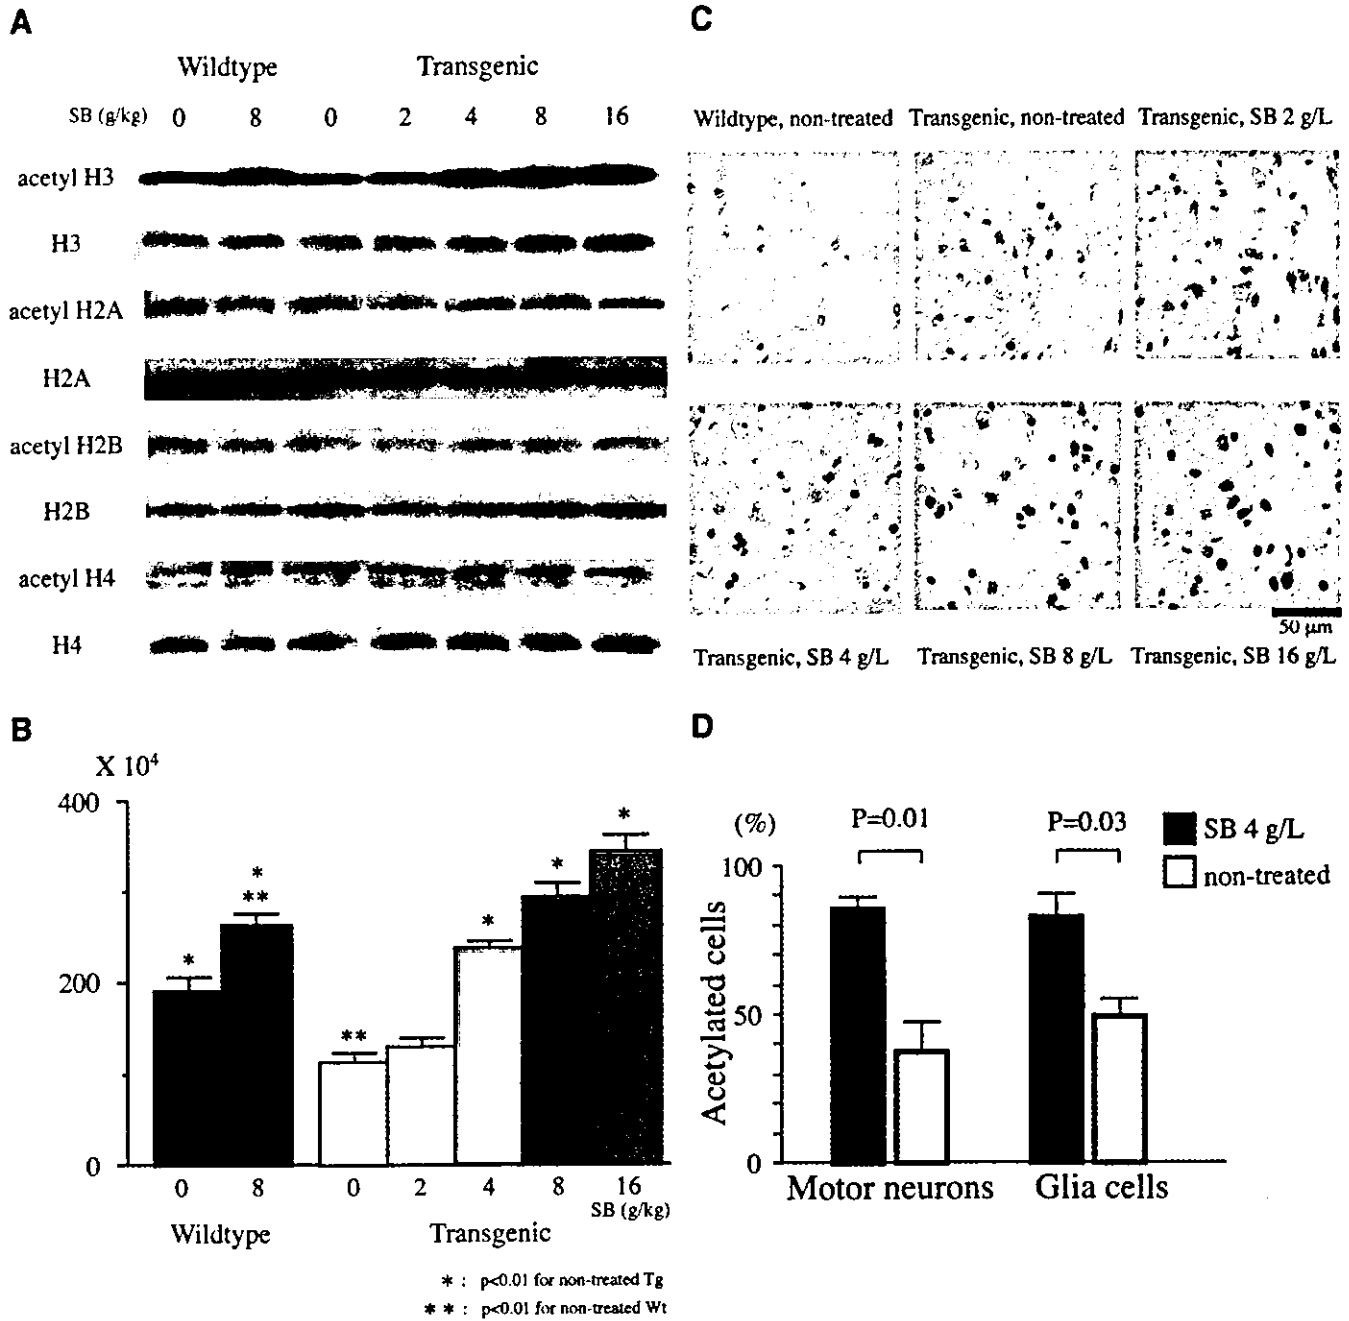 A
Wildtype Transgenic
SB (g/kg) 0 8 0 2 4 8 16
acetyl H3
H3
acetyl H2A
H2A
acetyl H2B
H2B
acetyl H4
H4
B
X 10⁴
400
*
*
**
*
*
*
**
200
0
0 8 0 2 4 8 16
SB (g/kg)
Wildtype Transgenic
* : p<0.01 for non-treated Tg
* * : p<0.01 for non-treated Wt
C
Wildtype, non-treated Transgenic, non-treated Transgenic, SB 2 g/L
50 μm
Transgenic, SB 4 g/L Transgenic, SB 8 g/L Transgenic, SB 16 g/L
D
(%) P=0.01 P=0.03
SB 4 g/L
non-treated
100
50
0
Acetylated cells
Motor neurons Glia cells